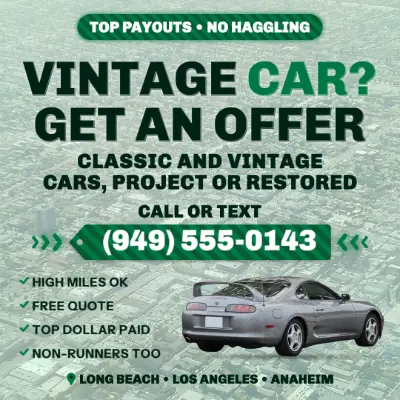 TOP PAYOUTS • NO HAGGLING
VINTAGE CAR?
GET AN OFFER
CLASSIC AND VINTAGE
CARS, PROJECT OR RESTORED
CALL OR TEXT
(949) 555-0143
HIGH MILES OK
FREE QUOTE
TOP DOLLAR PAID
NON-RUNNERS TOO
LONG BEACH • LOS ANGELES • ANAHEIM